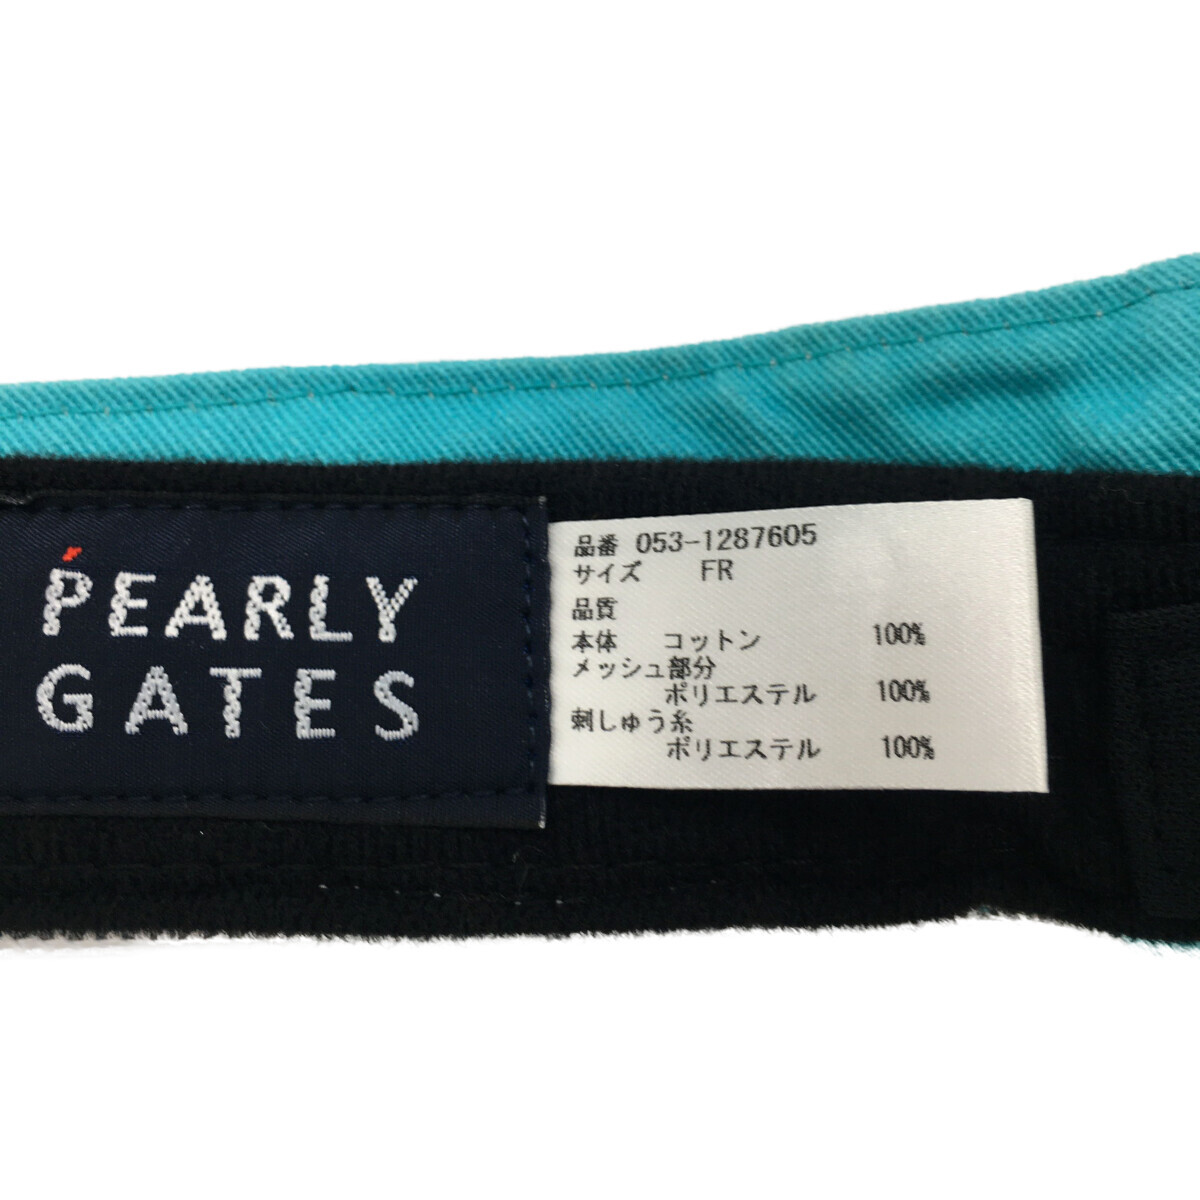 PEARLY
GATES
品番 053-1287605
サイズ FR
品質
本体 コットン 100%
メッシュ部分
ポリエステル 100%
刺しゅう糸
ポリエステル 100%